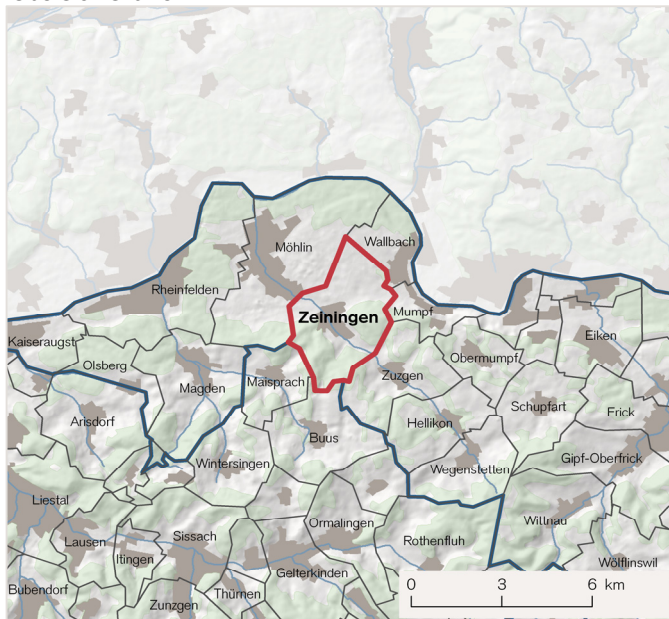 Wallbach
Möhlin
Rheinfelden
Mumpf
Zeiningen
Kaiseraugst
Eiken
Olsberg
Obermumpf
Maisprach
Zuzgen
Magden
Schupfart
Frick
Arisdorf
Hellikon
Buus
Gipf-Oberfrick
Wintersingen
Wegenstetten
Liestal
Ormalingen
Wittnau
Sissach
Lausen
Rothenfluh
Itingen
Wölflinswil
Gelterkinden
Bubendorf
Thürnen
Zunzgen
0 3 6 km